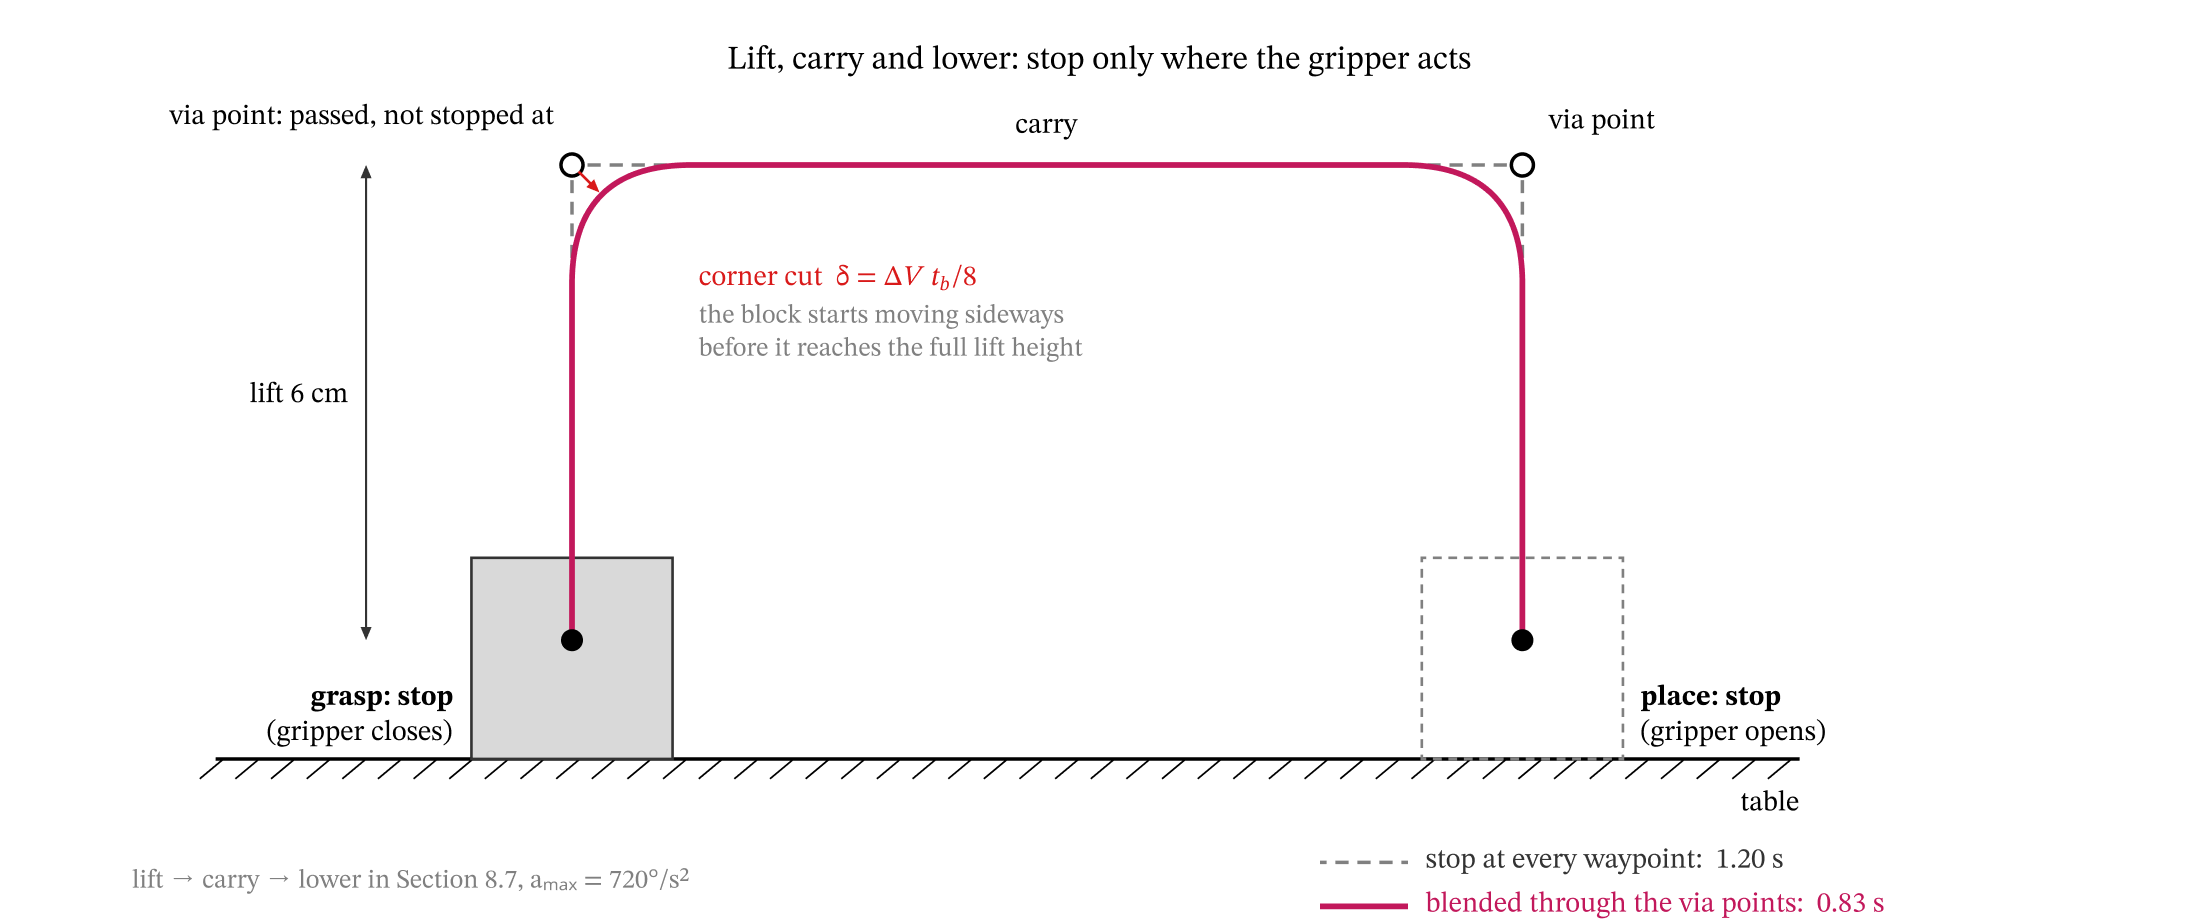 Lift, carry and lower: stop only where the gripper acts
via point: passed, not stopped at
carry
via point
corner cut δ = ΔV t_b/8
the block starts moving sideways
before it reaches the full lift height
lift 6 cm
grasp: stop
(gripper closes)
place: stop
(gripper opens)
table
stop at every waypoint: 1.20 s
lift → carry → lower in Section 8.7, a_max = 720°/s²
blended through the via points: 0.83 s